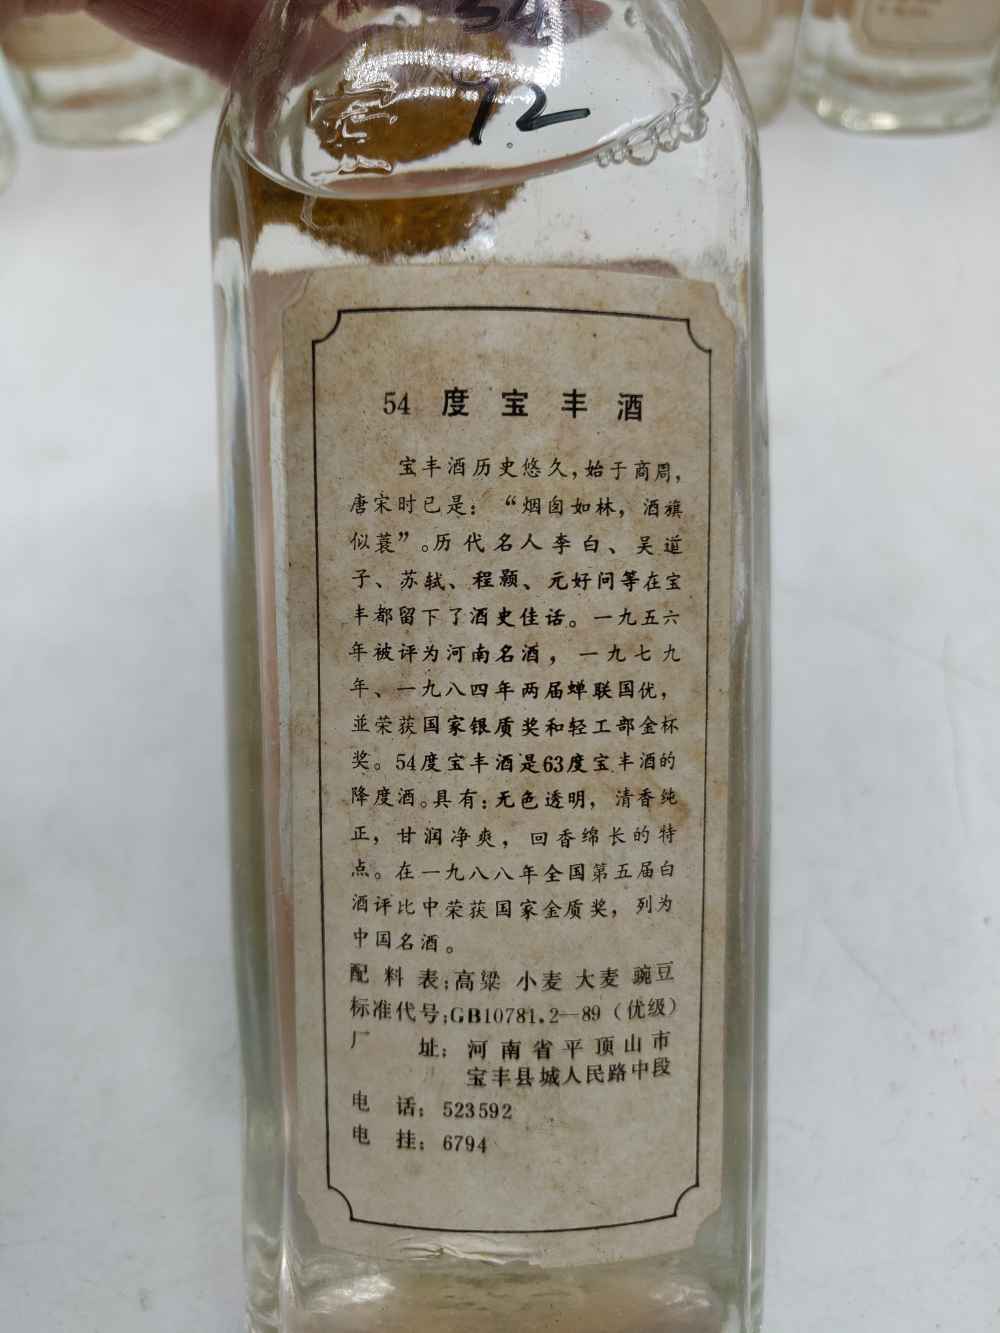 54
72
54 度宝丰酒
宝丰酒历史悠久，始于商周，
唐宋时已是：“烟囱如林，酒旗
似蓑”。历代名人李白、吴道
子、苏轼、程颢、元好问等在宝
丰都留下了酒史佳话。一九五六
年被评为河南名酒，一九七九
年、一九八四年两届蝉联国优，
並荣获国家银质奖和轻工部金杯
奖。54度宝丰酒是63度宝丰酒的
降度酒。具有：无色透明，清香纯
正，甘润净爽，回香绵长的特
点。在一九八八年全国第五届白
酒评比中荣获国家金质奖，列为
中国名酒。
配料表：高粱 小麦 大麦 豌豆
标准代号：GB10781.2—89（优级）
厂址：河南省平顶山市
宝丰县城人民路中段
电话：523592
电挂：6794